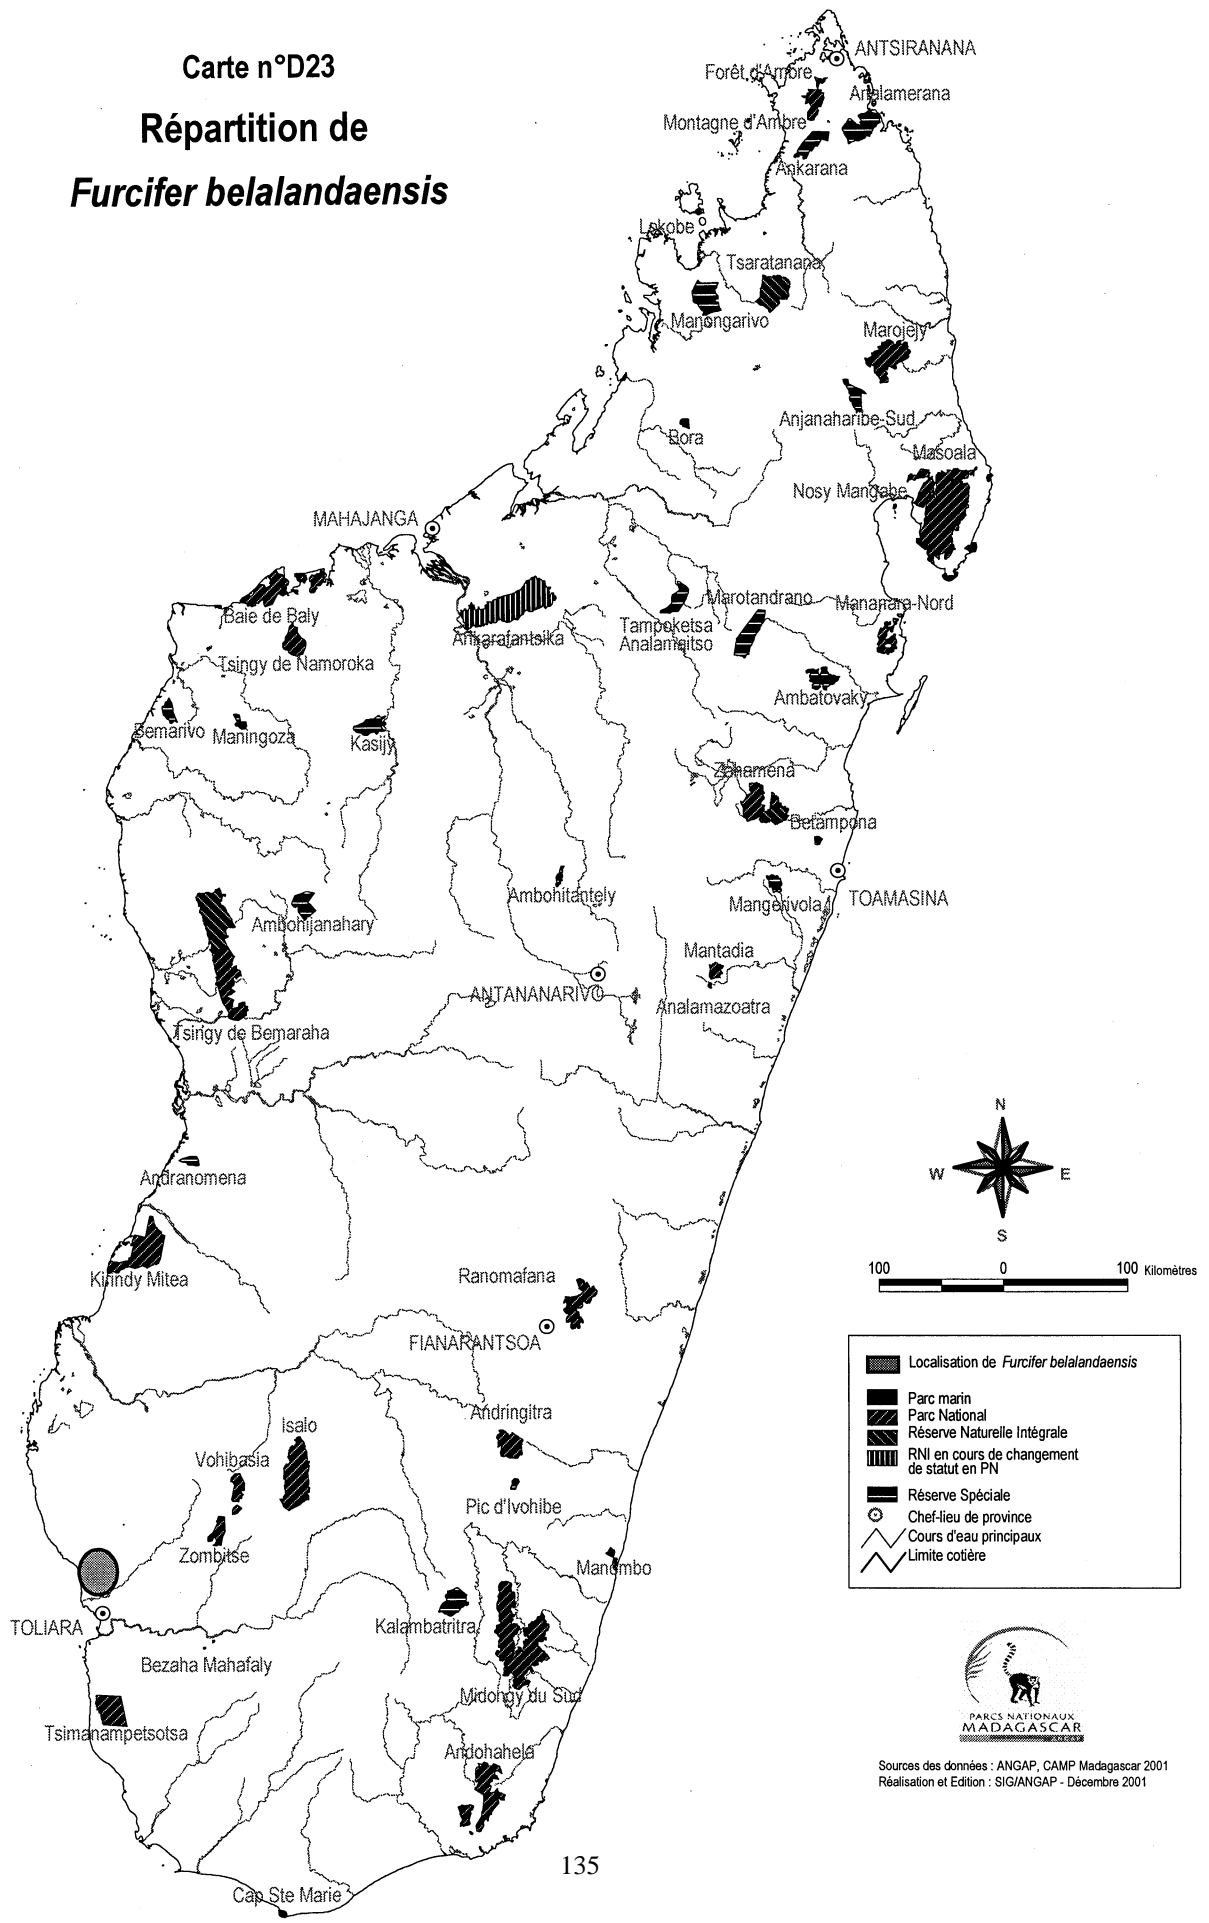 Carte n°D23
Répartition de
Furcifer belalandaensis
ANTSIRANANA
Forêt d'Ambre
Analamerana
Montagne d'Ambre
Ankarana
Lokobe
Tsaratanana
Manongarivo
Marojejy
Anjanaharibe-Sud
Bora
Masoala
Nosy Mangabe
MAHAJANGA
Baie de Baly
Ankarafantsika
Tampoketsa
Analamaitso
Marotandrano
Mananara-Nord
Tsingy de Namoroka
Ambatovaky
Bemarivo
Maningoza
Kasijy
Zahamena
Betampona
Ambohitantely
Mangerivola
TOAMASINA
Ambohijanahary
Mantadia
ANTANANARIVO
Analamazoatra
Tsingy de Bemaraha
Andranomena
Kirindy Mitea
Ranomafana
FIANARANTSOA
Andringitra
Isalo
Vohibasia
Pic d'Ivohibe
Zombitse
Manombo
TOLIARA
Kalambatritra
Bezaha Mahafaly
Midongy du Sud
Tsimanampetsotsa
Andohahela
Cap Ste Marie
N
W
E
S
100
0
100 Kilomètres
Localisation de Furcifer belalandaensis
Parc marin
Parc National
Réserve Naturelle Intégrale
RNI en cours de changement
de statut en PN
Réserve Spéciale
Chef-lieu de province
Cours d'eau principaux
Limite cotière
PARCS NATIONAUX
MADAGASCAR
ANGAP
Sources des données : ANGAP, CAMP Madagascar 2001
Réalisation et Edition : SIG/ANGAP - Décembre 2001
135